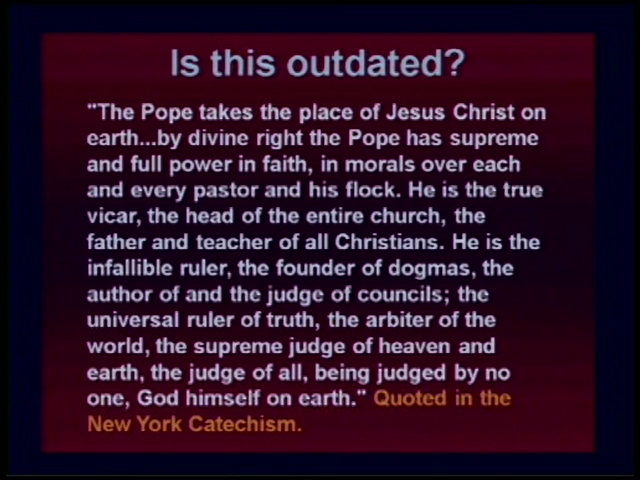 Is this outdated?
"The Pope takes the place of Jesus Christ on
earth...by divine right the Pope has supreme
and full power in faith, in morals over each
and every pastor and his flock. He is the true
vicar, the head of the entire church, the
father and teacher of all Christians. He is the
infallible ruler, the founder of dogmas, the
author of and the judge of councils; the
universal ruler of truth, the arbiter of the
world, the supreme judge of heaven and
earth, the judge of all, being judged by no
one, God himself on earth." Quoted in the
New York Catechism.